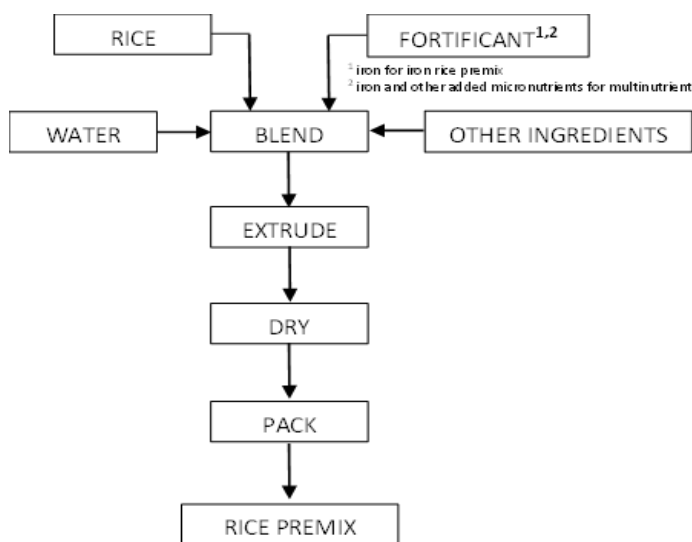 RICE
FORTIFICANT1,2
1 iron for iron rice premix
2 iron and other added micronutrients for multinutrient
WATER
BLEND
OTHER INGREDIENTS
EXTRUDE
DRY
PACK
RICE PREMIX